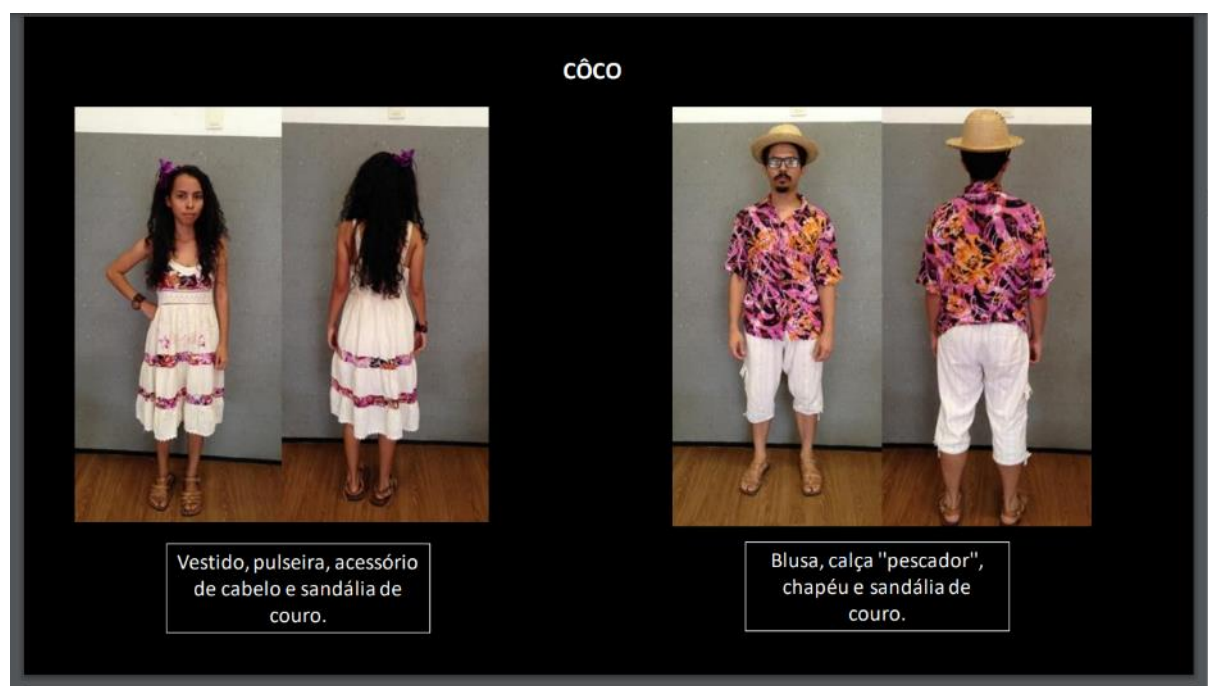 CÔCO
Vestido, pulseira, acessório
de cabelo e sandália de
couro.
Blusa, calça "pescador",
chapéu e sandália de
couro.